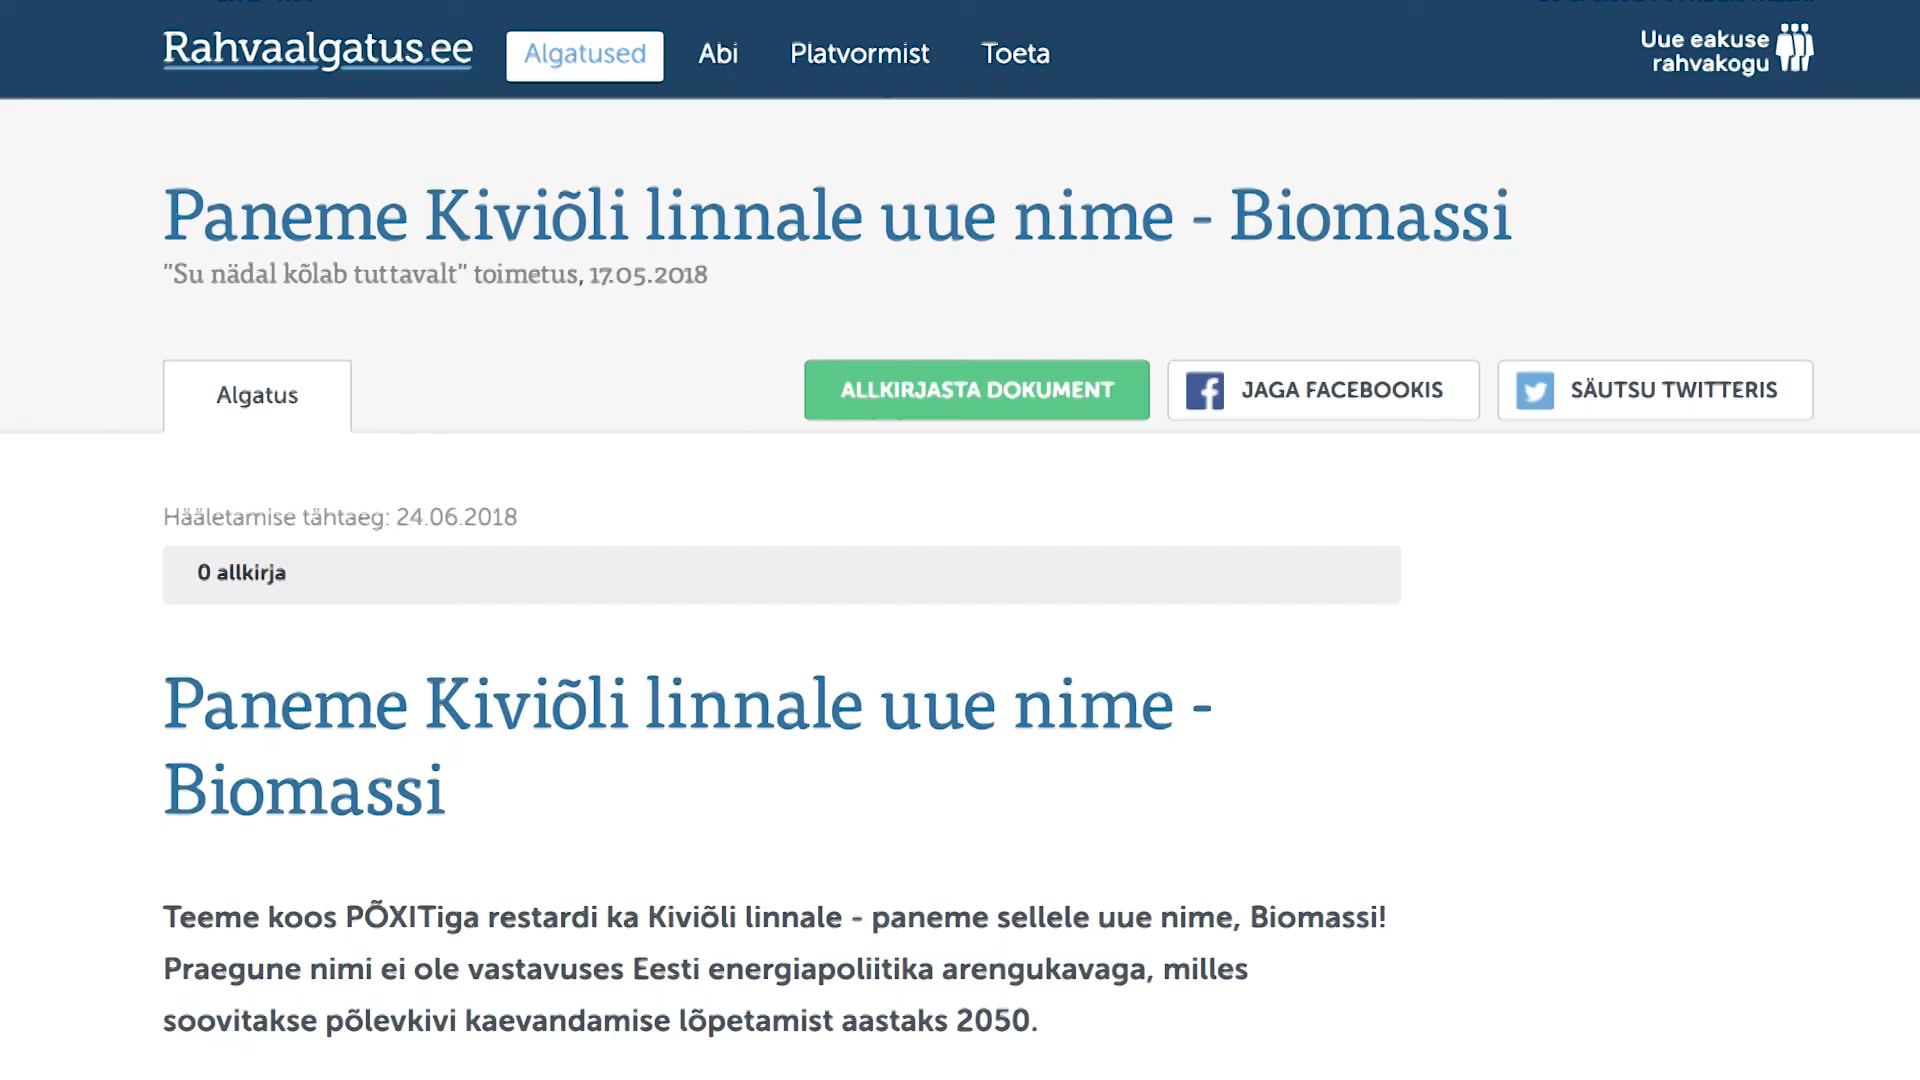 Rahvaalgatus.ee Algatused Abi Platvormist Toeta Uue eakuse
rahvakogu
Paneme Kiviõli linnale uue nime - Biomassi
"Su nädal kõlab tuttavalt" toimetus, 17.05.2018
Algatus ALLKIRJASTA DOKUMENT JAGA FACEBOOKIS SÄUTSU TWITTERIS
Hääletamise tähtaeg: 24.06.2018
0 allkirja
Paneme Kiviõli linnale uue nime -
Biomassi
Teeme koos PÕXITiga restardi ka Kiviõli linnale - paneme sellele uue nime, Biomassi!
Praegune nimi ei ole vastavuses Eesti energiapoliitika arengukavaga, milles
soovitakse põlevkivi kaevandamise lõpetamist aastaks 2050.